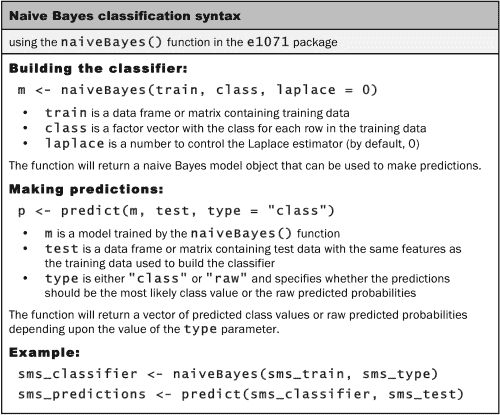 Naive Bayes classification syntax
using the naiveBayes() function in the e1071 package
Building the classifier:
m <- naiveBayes(train, class, laplace = 0)
• train is a data frame or matrix containing training data
• class is a factor vector with the class for each row in the training data
• laplace is a number to control the Laplace estimator (by default, 0)
The function will return a naive Bayes model object that can be used to make predictions.
Making predictions:
p <- predict(m, test, type = "class")
• m is a model trained by the naiveBayes() function
• test is a data frame or matrix containing test data with the same features as
the training data used to build the classifier
• type is either "class" or "raw" and specifies whether the predictions
should be the most likely class value or the raw predicted probabilities
The function will return a vector of predicted class values or raw predicted probabilities
depending upon the value of the type parameter.
Example:
sms_classifier <- naiveBayes(sms_train, sms_type)
sms_predictions <- predict(sms_classifier, sms_test)